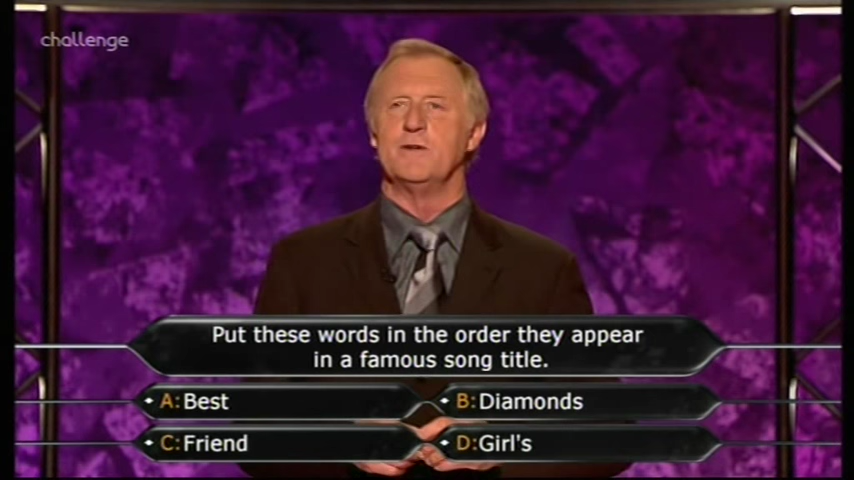 challenge
Put these words in the order they appear
in a famous song title.
A: Best
B: Diamonds
C: Friend
D: Girl's